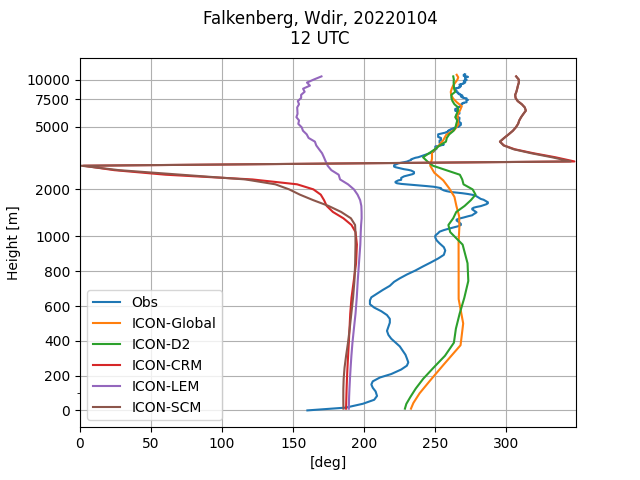 Falkenberg, Wdir, 20220104
12 UTC
Height [m]
10000
7500
5000
2000
1000
800
600
400
200
0
Obs
ICON-Global
ICON-D2
ICON-CRM
ICON-LEM
ICON-SCM
0 50 100 150 200 250 300
[deg]